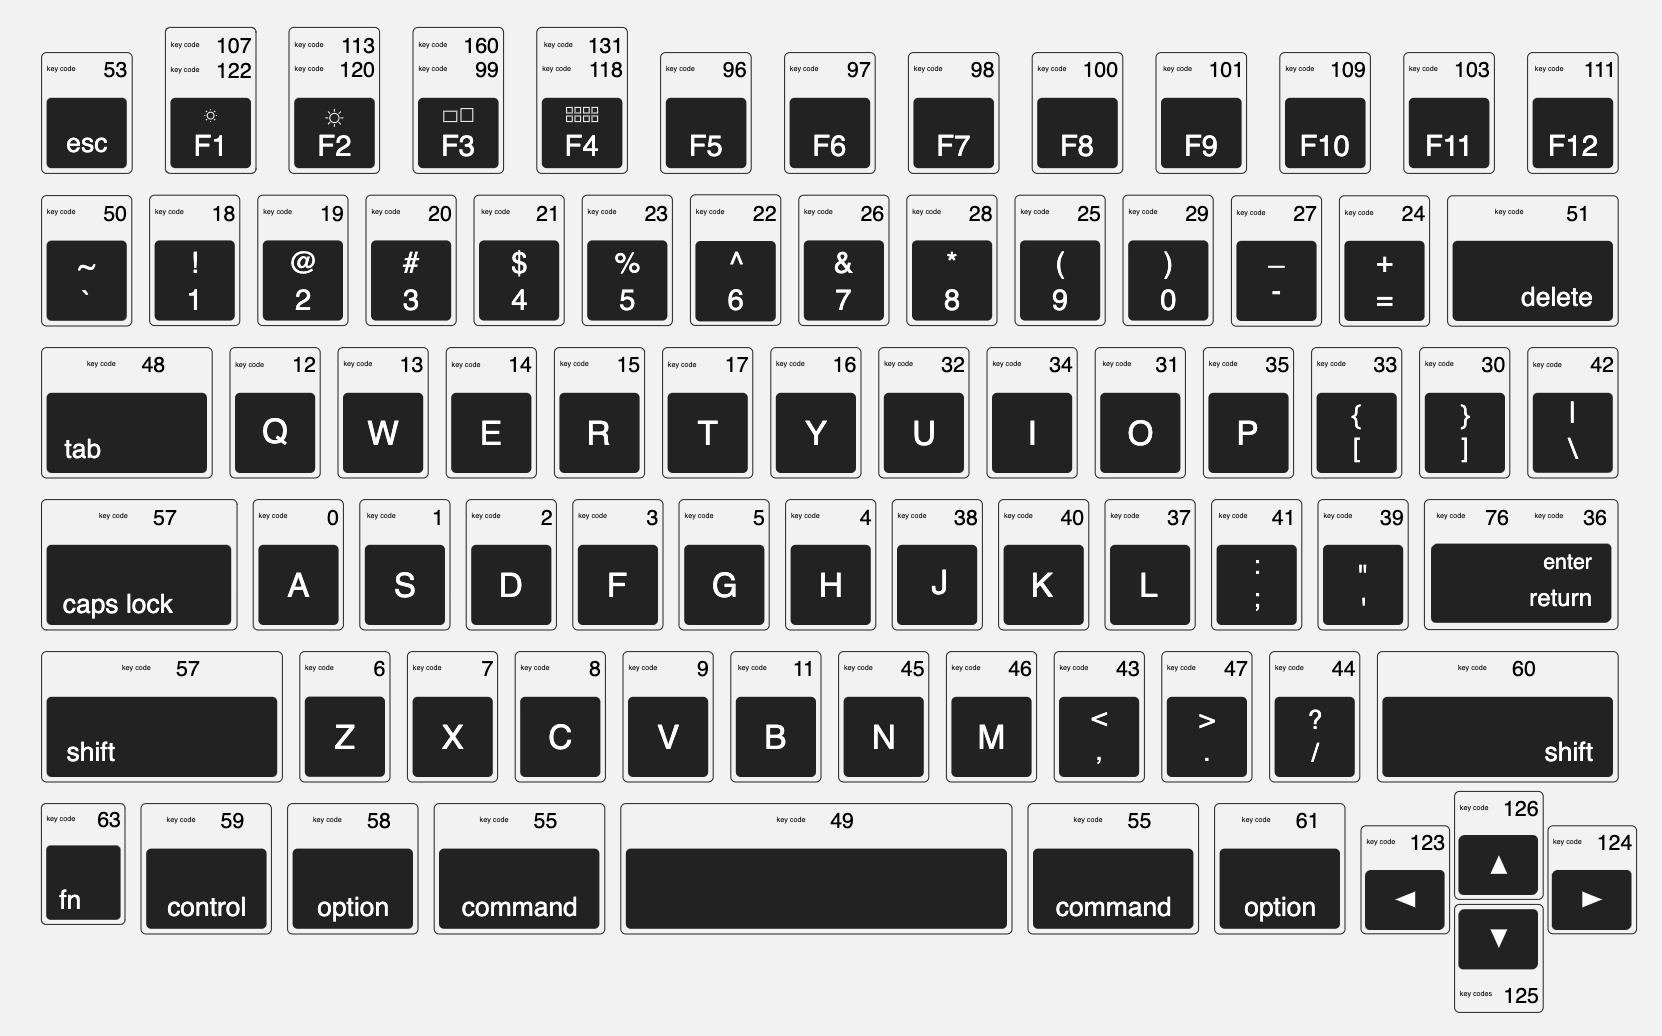 key code 53
esc
key code 107
key code 122
F1
key code 113
key code 120
F2
key code 160
key code 99
F3
key code 131
key code 118
F4
key code 96
F5
key code 97
F6
key code 98
F7
key code 100
F8
key code 101
F9
key code 109
F10
key code 103
F11
key code 111
F12
key code 50
~
`
key code 18
!
1
key code 19
@
2
key code 20
#
3
key code 21
$
4
key code 23
%
5
key code 22
^
6
key code 26
&
7
key code 28
*
8
key code 25
(
9
key code 29
)
0
key code 27
_
-
key code 24
+
=
key code 51
delete
key code 48
tab
key code 12
Q
key code 13
W
key code 14
E
key code 15
R
key code 17
T
key code 16
Y
key code 32
U
key code 34
I
key code 31
O
key code 35
P
key code 33
{
[
key code 30
}
]
key code 42
|
\
key code 57
caps lock
key code 0
A
key code 1
S
key code 2
D
key code 3
F
key code 5
G
key code 4
H
key code 38
J
key code 40
K
key code 37
L
key code 41
:
;
key code 39
"
'
key code 76 key code 36
enter
return
key code 57
shift
key code 6
Z
key code 7
X
key code 8
C
key code 9
V
key code 11
B
key code 45
N
key code 46
M
key code 43
<
,
key code 47
>
.
key code 44
?
/
key code 60
shift
key code 63
fn
key code 59
control
key code 58
option
key code 55
command
key code 49
key code 55
command
key code 61
option
key code 123
◀
key code 126
▲
▼
key codes 125
key code 124
▶